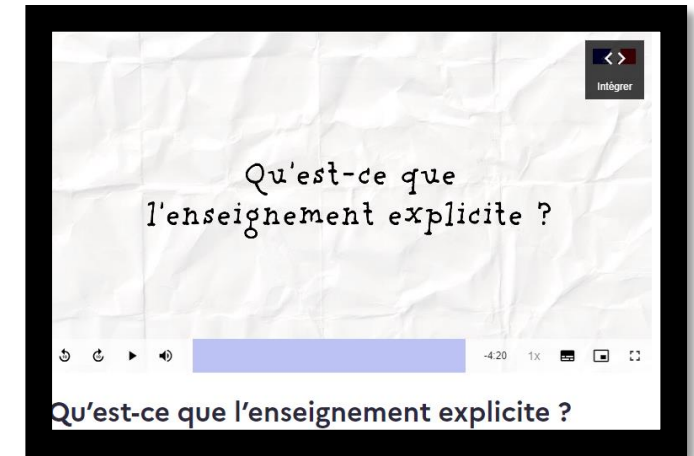 Intégrer
Qu'est-ce que
l'enseignement explicite ?
-4:20 1x
Qu'est-ce que l'enseignement explicite ?